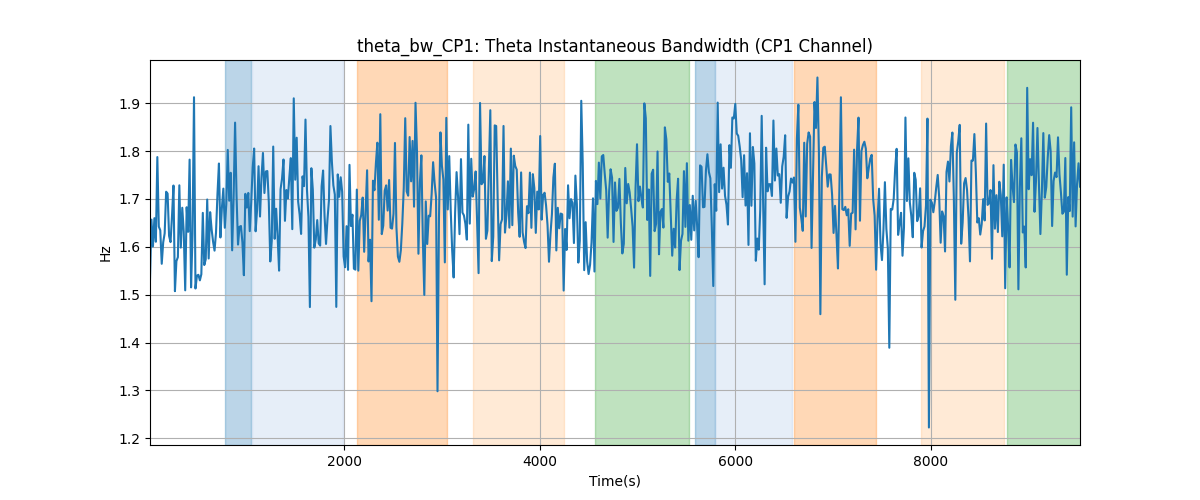 theta_bw_CP1: Theta Instantaneous Bandwidth (CP1 Channel)
Hz
1.9
1.8
1.7
1.6
1.5
1.4
1.3
1.2
2000 4000 6000 8000
Time(s)